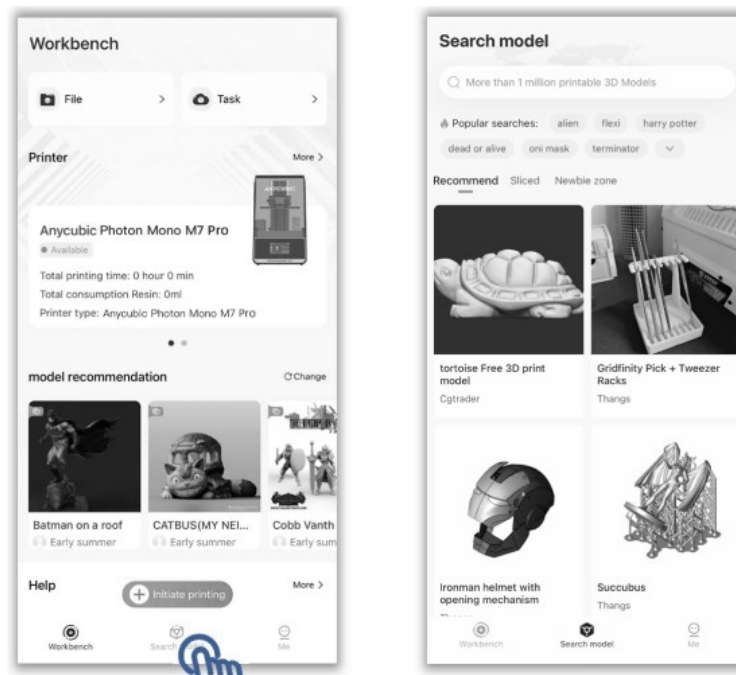 Workbench
File
Task
Printer
More >
Anycubic Photon Mono M7 Pro
Available
Total printing time: 0 hour 0 min
Total consumption Resin: 0ml
Printer type: Anycubic Photon Mono M7 Pro
model recommendation
Change
Batman on a roof
Early summer
CATBUS(MY NEI...
Early summer
Cobb Vanth
Early sum
Help
Initiate printing
More >
Workbench
Search
Me
Search model
More than 1 million printable 3D Models
Popular searches: alien flexi harry potter
dead or alive oni mask terminator
Recommend Sliced Newbie zone
tortoise Free 3D print
model
Cgtrader
Gridfinity Pick + Tweezer
Racks
Thangs
Ironman helmet with
opening mechanism
Succubus
Thangs
Workbench
Search model
Me